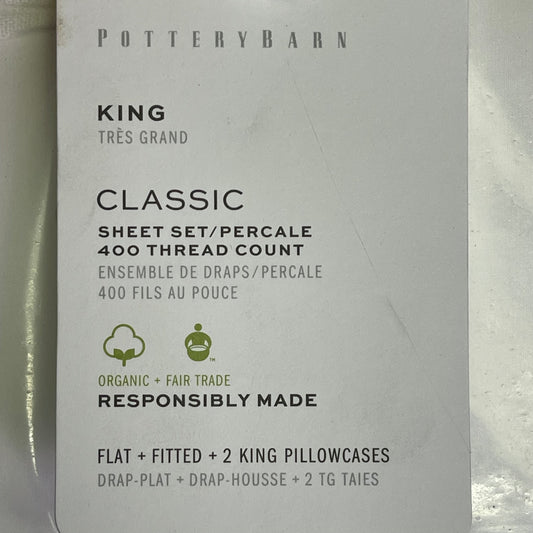 POTTERYBARN
KING
TRÈS GRAND
CLASSIC
SHEET SET/PERCALE
400 THREAD COUNT
ENSEMBLE DE DRAPS/PERCALE
400 FILS AU POUCE
TM
ORGANIC + FAIR TRADE
RESPONSIBLY MADE
FLAT + FITTED + 2 KING PILLOWCASES
DRAP-PLAT + DRAP-HOUSSE + 2 TG TAIES